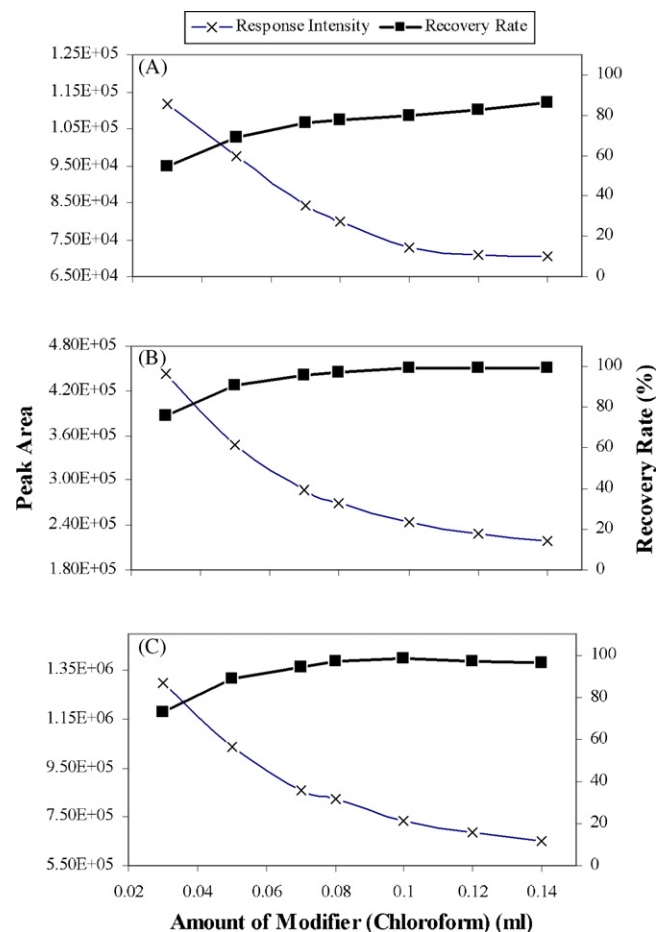 Response Intensity Recovery Rate
(A)
1.25E+05
1.15E+05
1.05E+05
9.50E+04
8.50E+04
7.50E+04
6.50E+04
100
80
60
40
20
0
(B)
4.80E+05
4.20E+05
3.60E+05
3.00E+05
2.40E+05
1.80E+05
100
80
60
40
20
0
Peak Area
Recovery Rate (%)
(C)
1.35E+06
1.15E+06
9.50E+05
7.50E+05
5.50E+05
100
80
60
40
20
0
0.02 0.04 0.06 0.08 0.1 0.12 0.14
Amount of Modifier (Chloroform) (ml)